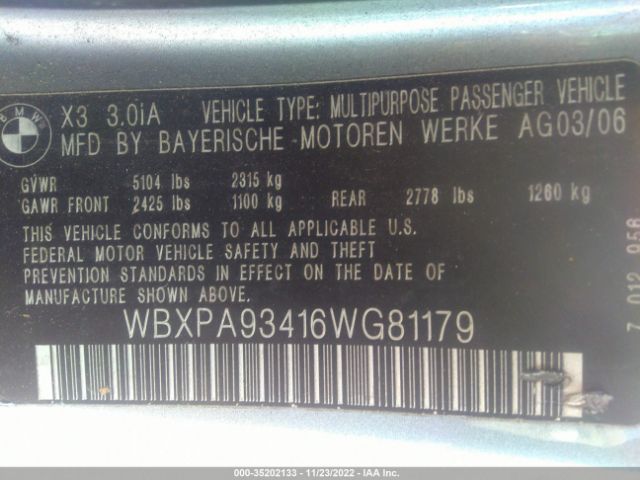 BMW
X3 3.0iA VEHICLE TYPE: MULTIPURPOSE PASSENGER VEHICLE
MFD BY BAYERISCHE MOTOREN WERKE AG 03/06
GVWR 5104 lbs 2315 kg
GAWR FRONT 2425 lbs 1100 kg REAR 2778 lbs 1260 kg
THIS VEHICLE CONFORMS TO ALL APPLICABLE U.S.
FEDERAL MOTOR VEHICLE SAFETY AND THEFT
PREVENTION STANDARDS IN EFFECT ON THE DATE OF
MANUFACTURE SHOWN ABOVE.
WBXPA93416WG81179
7 012 956
000-35202133 - 11/23/2022 - IAA Inc.